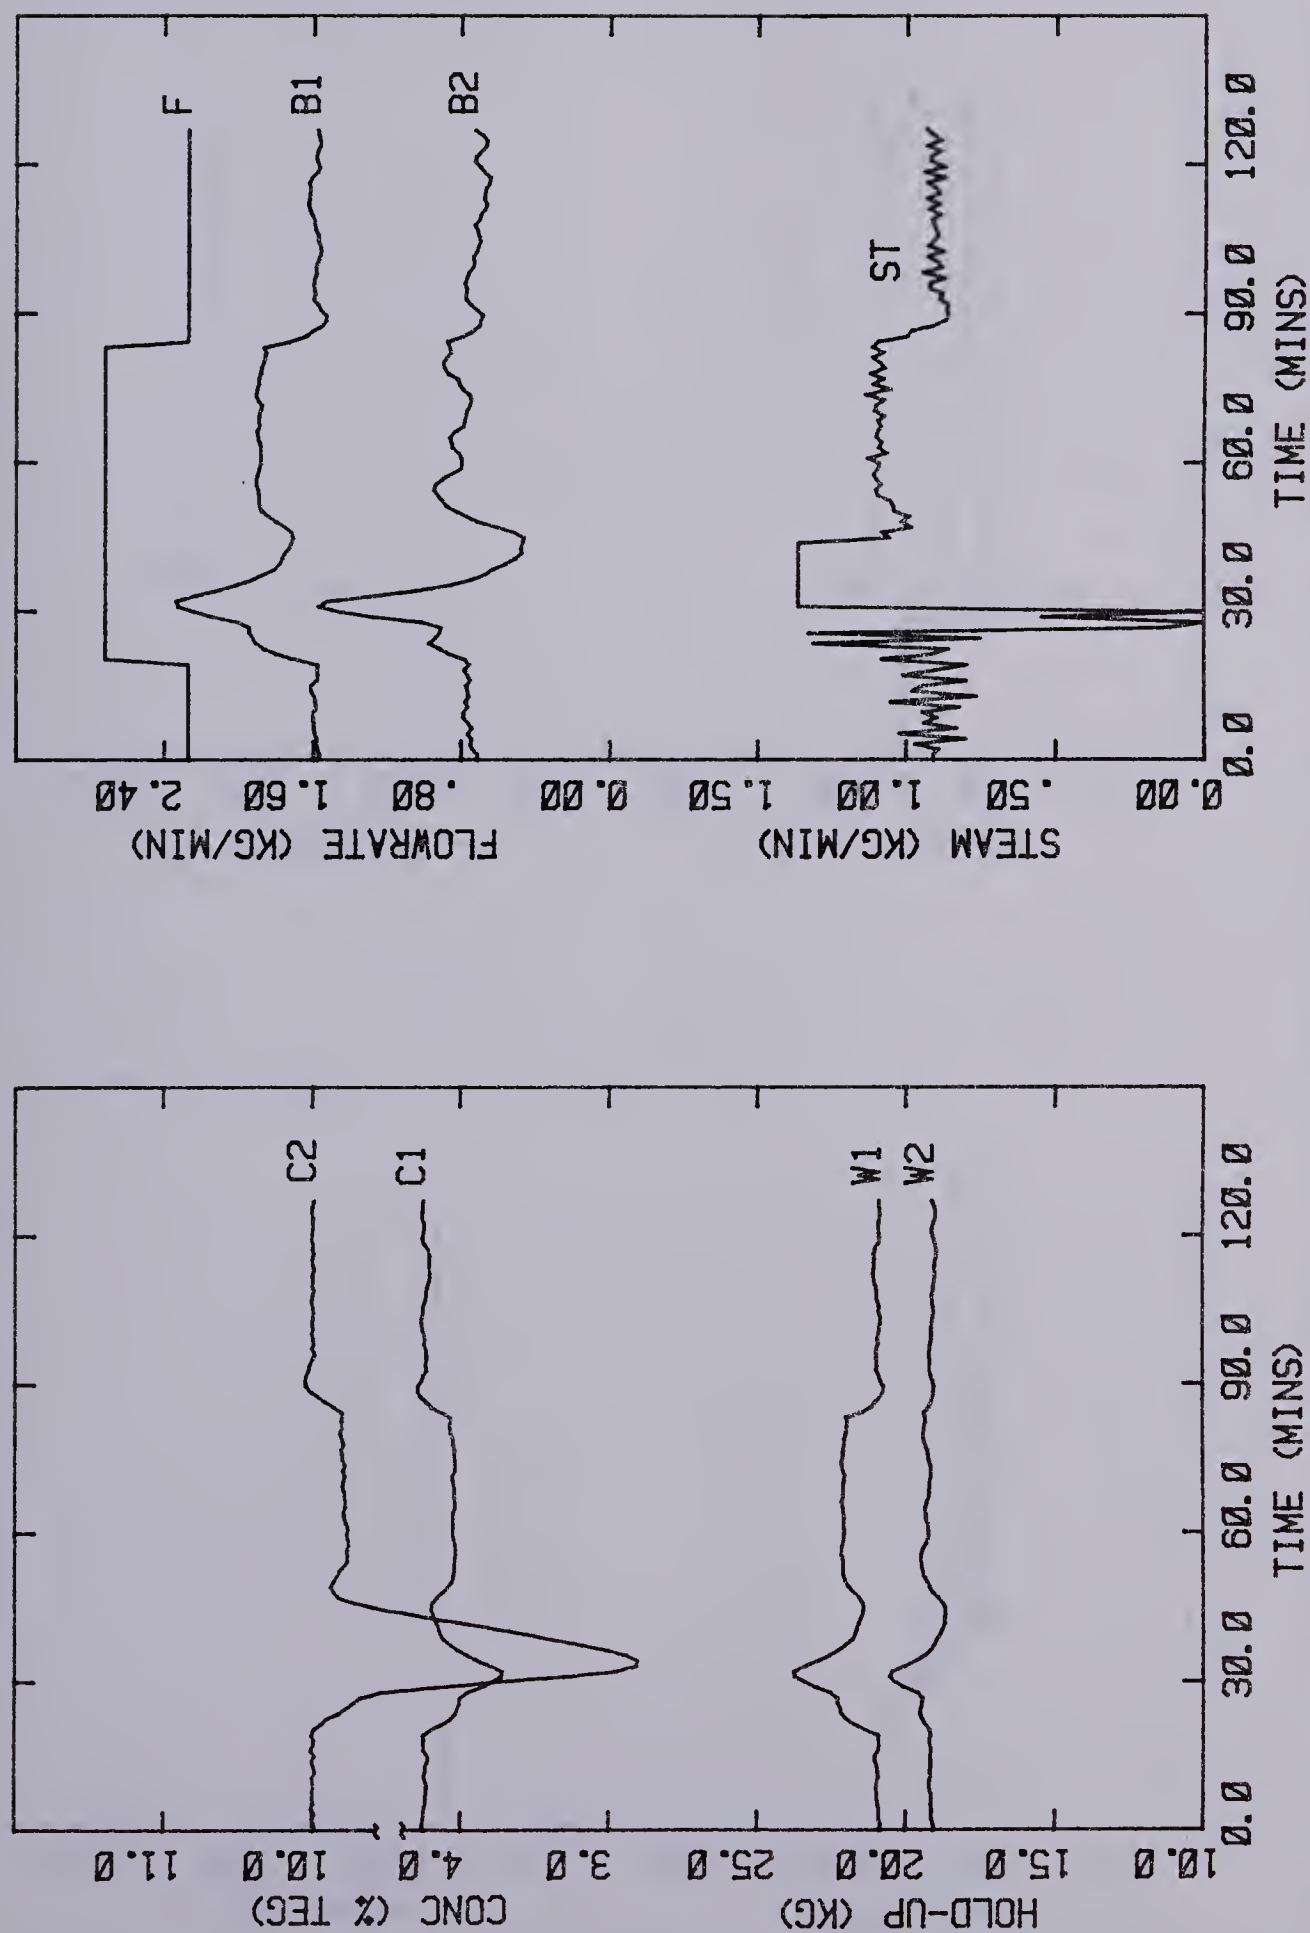 11.0
10.0
4.0
3.0
CONC (% TEG)
25.0
20.0
15.0
10.0
HOLD-UP (KG)
C2
C1
W1
W2
0.0 30.0 60.0 90.0 120.0
TIME (MINS)
2.40
1.60
.80
0.00
FLOWRATE (KG/MIN)
1.50
1.00
.50
0.00
STEAM (KG/MIN)
F
B1
B2
ST
0.0 30.0 60.0 90.0 120.0
TIME (MINS)